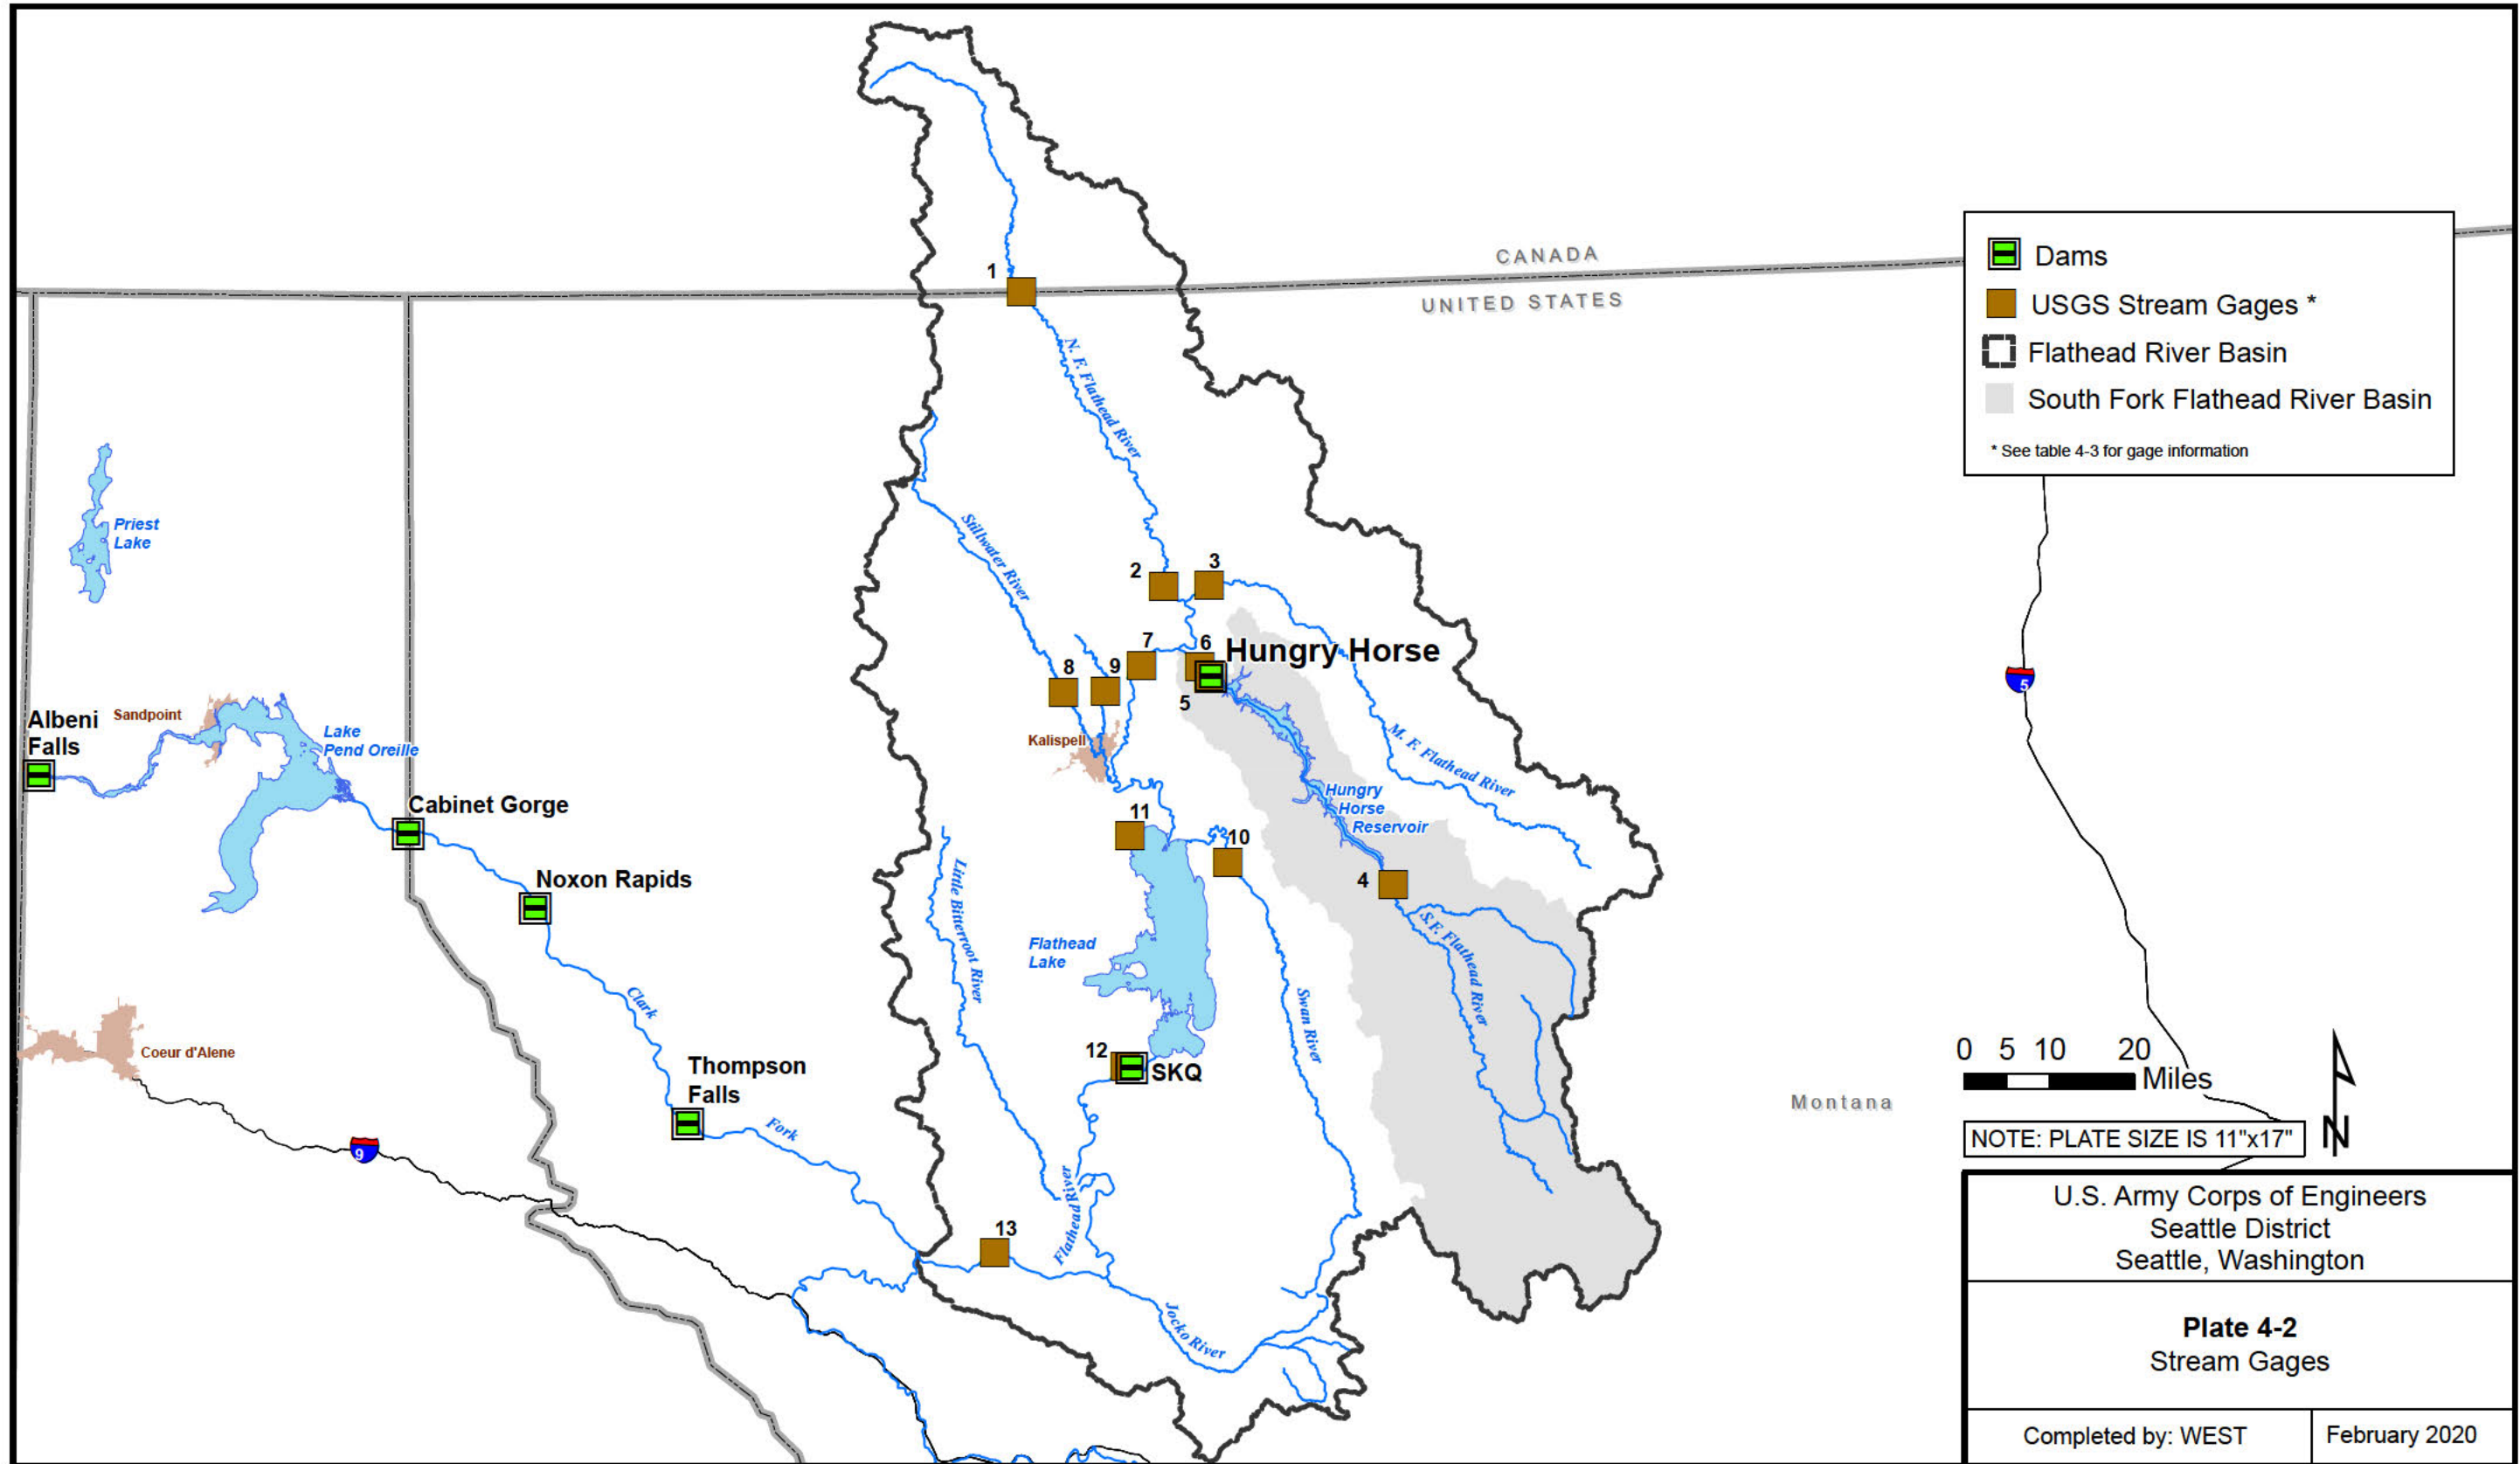 CANADA
UNITED STATES
Dams
USGS Stream Gages *
Flathead River Basin
South Fork Flathead River Basin
* See table 4-3 for gage information
1
N. F. Flathead River
Priest
Lake
Stillwater River
2
3
7
6
Hungry Horse
8
9
5
5
Albeni
Falls
Sandpoint
Lake
Pend Oreille
Kalispell
M. F. Flathead River
Cabinet Gorge
Hungry
Horse
Reservoir
11
10
Noxon Rapids
Little Bitterroot River
4
S.F. Flathead River
Flathead
Lake
Clark
Swan River
Coeur d'Alene
12
SKQ
Thompson
Falls
0 5 10 20
Miles
Montana
Fork
9
N
NOTE: PLATE SIZE IS 11"x17"
Flathead River
13
Jocko River
U.S. Army Corps of Engineers
Seattle District
Seattle, Washington
Plate 4-2
Stream Gages
Completed by: WEST
February 2020